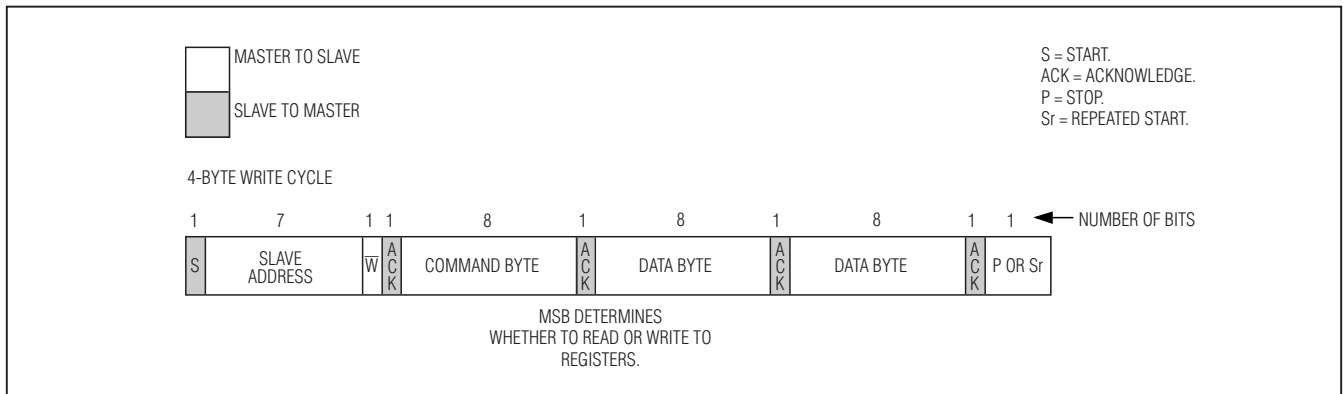 MASTER TO SLAVE
SLAVE TO MASTER
S = START.
ACK = ACKNOWLEDGE.
P = STOP.
Sr = REPEATED START.
4-BYTE WRITE CYCLE
1 7 1 1 8 1 8 1 8 1 1 NUMBER OF BITS
S SLAVE ADDRESS W̅ ACK COMMAND BYTE ACK DATA BYTE ACK DATA BYTE ACK P OR Sr
MSB DETERMINES
WHETHER TO READ OR WRITE TO
REGISTERS.